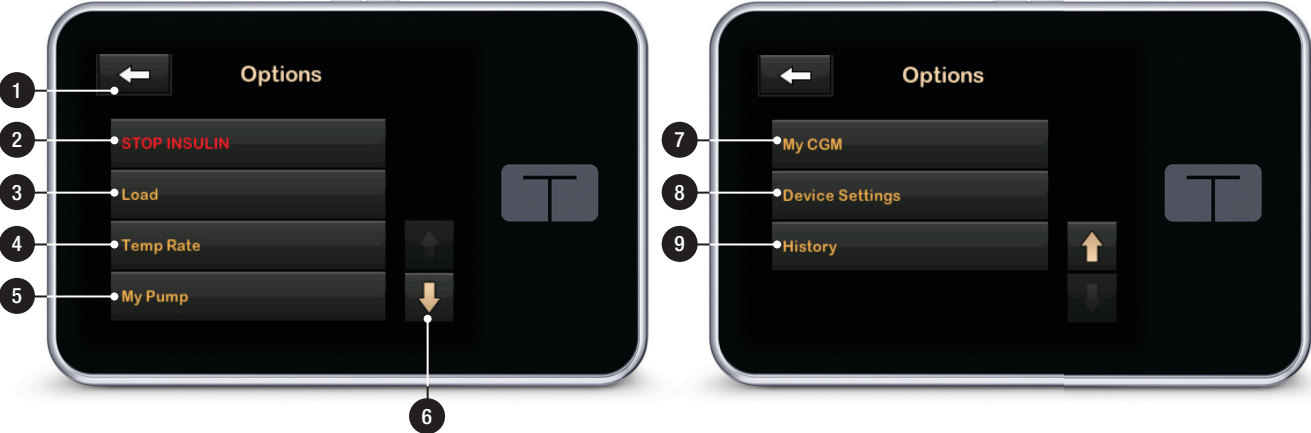 Options
1
2 STOP INSULIN
3 Load
4 Temp Rate
5 My Pump
6
Options
7 My CGM
8 Device Settings
9 History